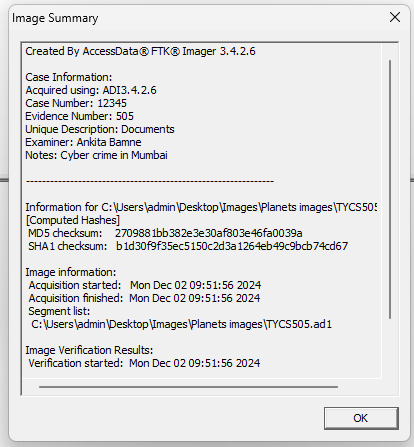 Image Summary
Created By AccessData® FTK® Imager 3.4.2.6
Case Information:
Acquired using: ADI3.4.2.6
Case Number: 12345
Evidence Number: 505
Unique Description: Documents
Examiner: Ankita Bamne
Notes: Cyber crime in Mumbai
--------------------------------------------------------------
Information for C:\Users\admin\Desktop\Images\Planets images\TYCS505
[Computed Hashes]
MD5 checksum: 2709881bb382e3e30af803e46fa0039a
SHA1 checksum: b1d30f9f35ec5150c2d3a1264eb49c9bcb74cd67
Image information:
Acquisition started: Mon Dec 02 09:51:56 2024
Acquisition finished: Mon Dec 02 09:51:56 2024
Segment list:
C:\Users\admin\Desktop\Images\Planets images\TYCS505.ad1
Image Verification Results:
Verification started: Mon Dec 02 09:51:56 2024
OK